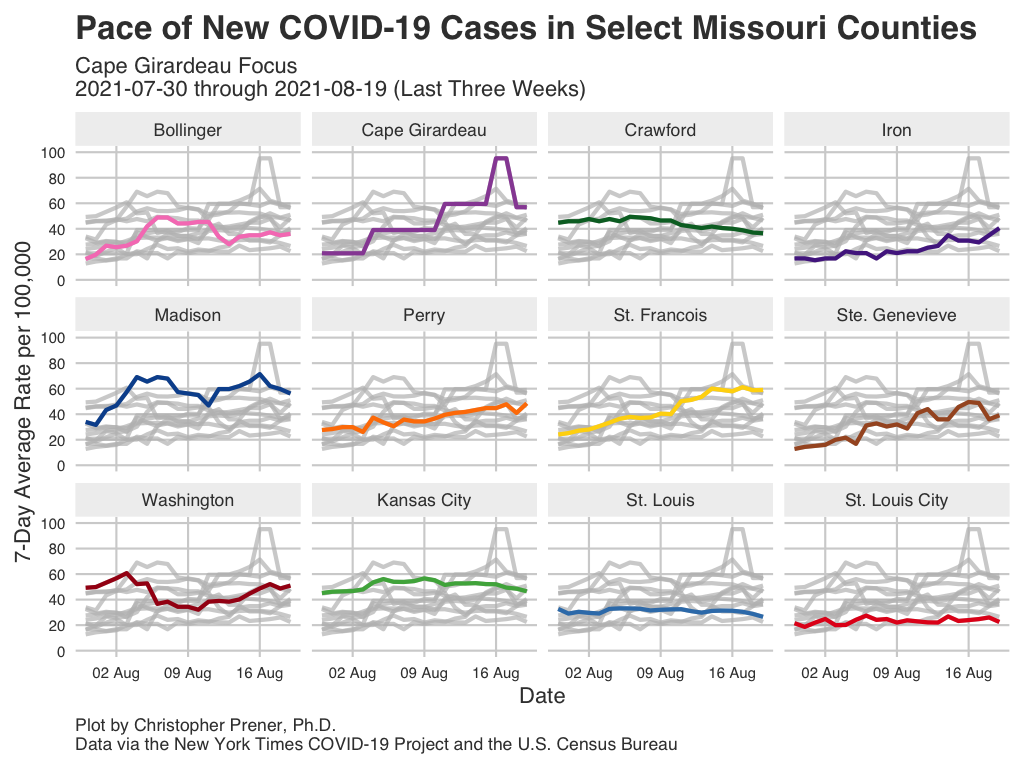 Pace of New COVID-19 Cases in Select Missouri Counties
Cape Girardeau Focus
2021-07-30 through 2021-08-19 (Last Three Weeks)
7-Day Average Rate per 100,000
Bollinger
Cape Girardeau
Crawford
Iron
100
80
60
40
20
0
Madison
Perry
St. Francois
Ste. Genevieve
100
80
60
40
20
0
Washington
Kansas City
St. Louis
St. Louis City
100
80
60
40
20
0
02 Aug 09 Aug 16 Aug 02 Aug 09 Aug 16 Aug 02 Aug 09 Aug 16 Aug 02 Aug 09 Aug 16 Aug
Date
Plot by Christopher Prener, Ph.D.
Data via the New York Times COVID-19 Project and the U.S. Census Bureau